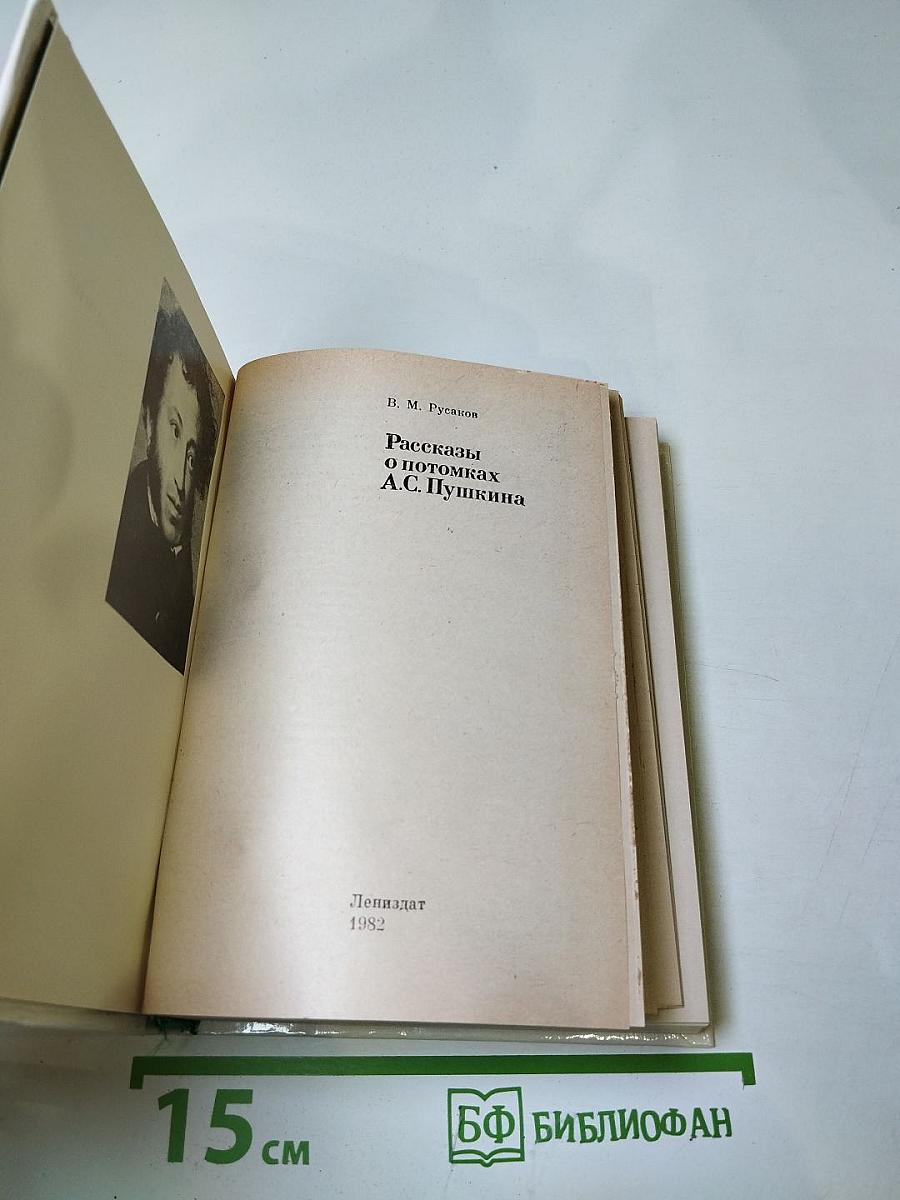 В. М. Русаков
Рассказы
о потомках
А.С. Пушкина
Лениздат
1982
15 см
БФ БИБЛИОФАН